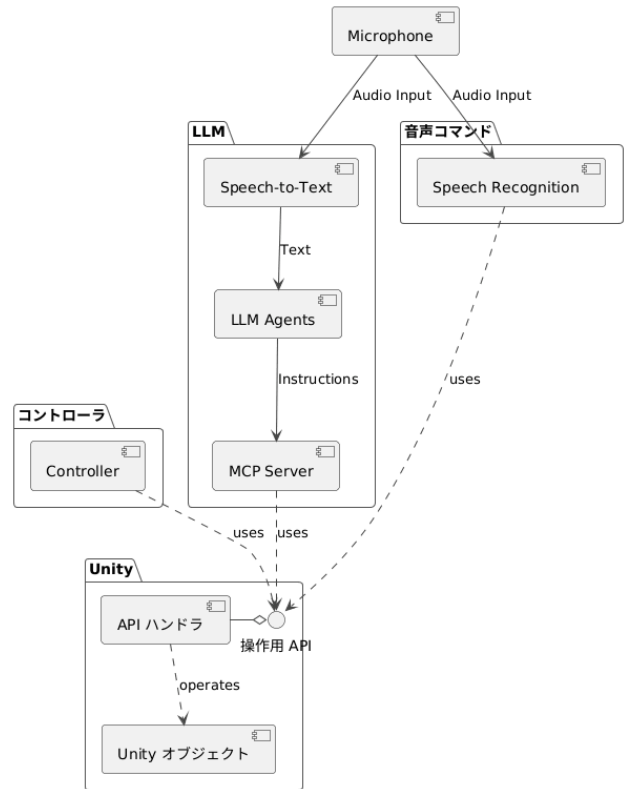 Microphone
Audio Input
Audio Input
LLM
音声コマンド
Speech-to-Text
Speech Recognition
Text
LLM Agents
Instructions
uses
コントローラ
Controller
MCP Server
uses
uses
Unity
API ハンドラ
操作用 API
operates
Unity オブジェクト